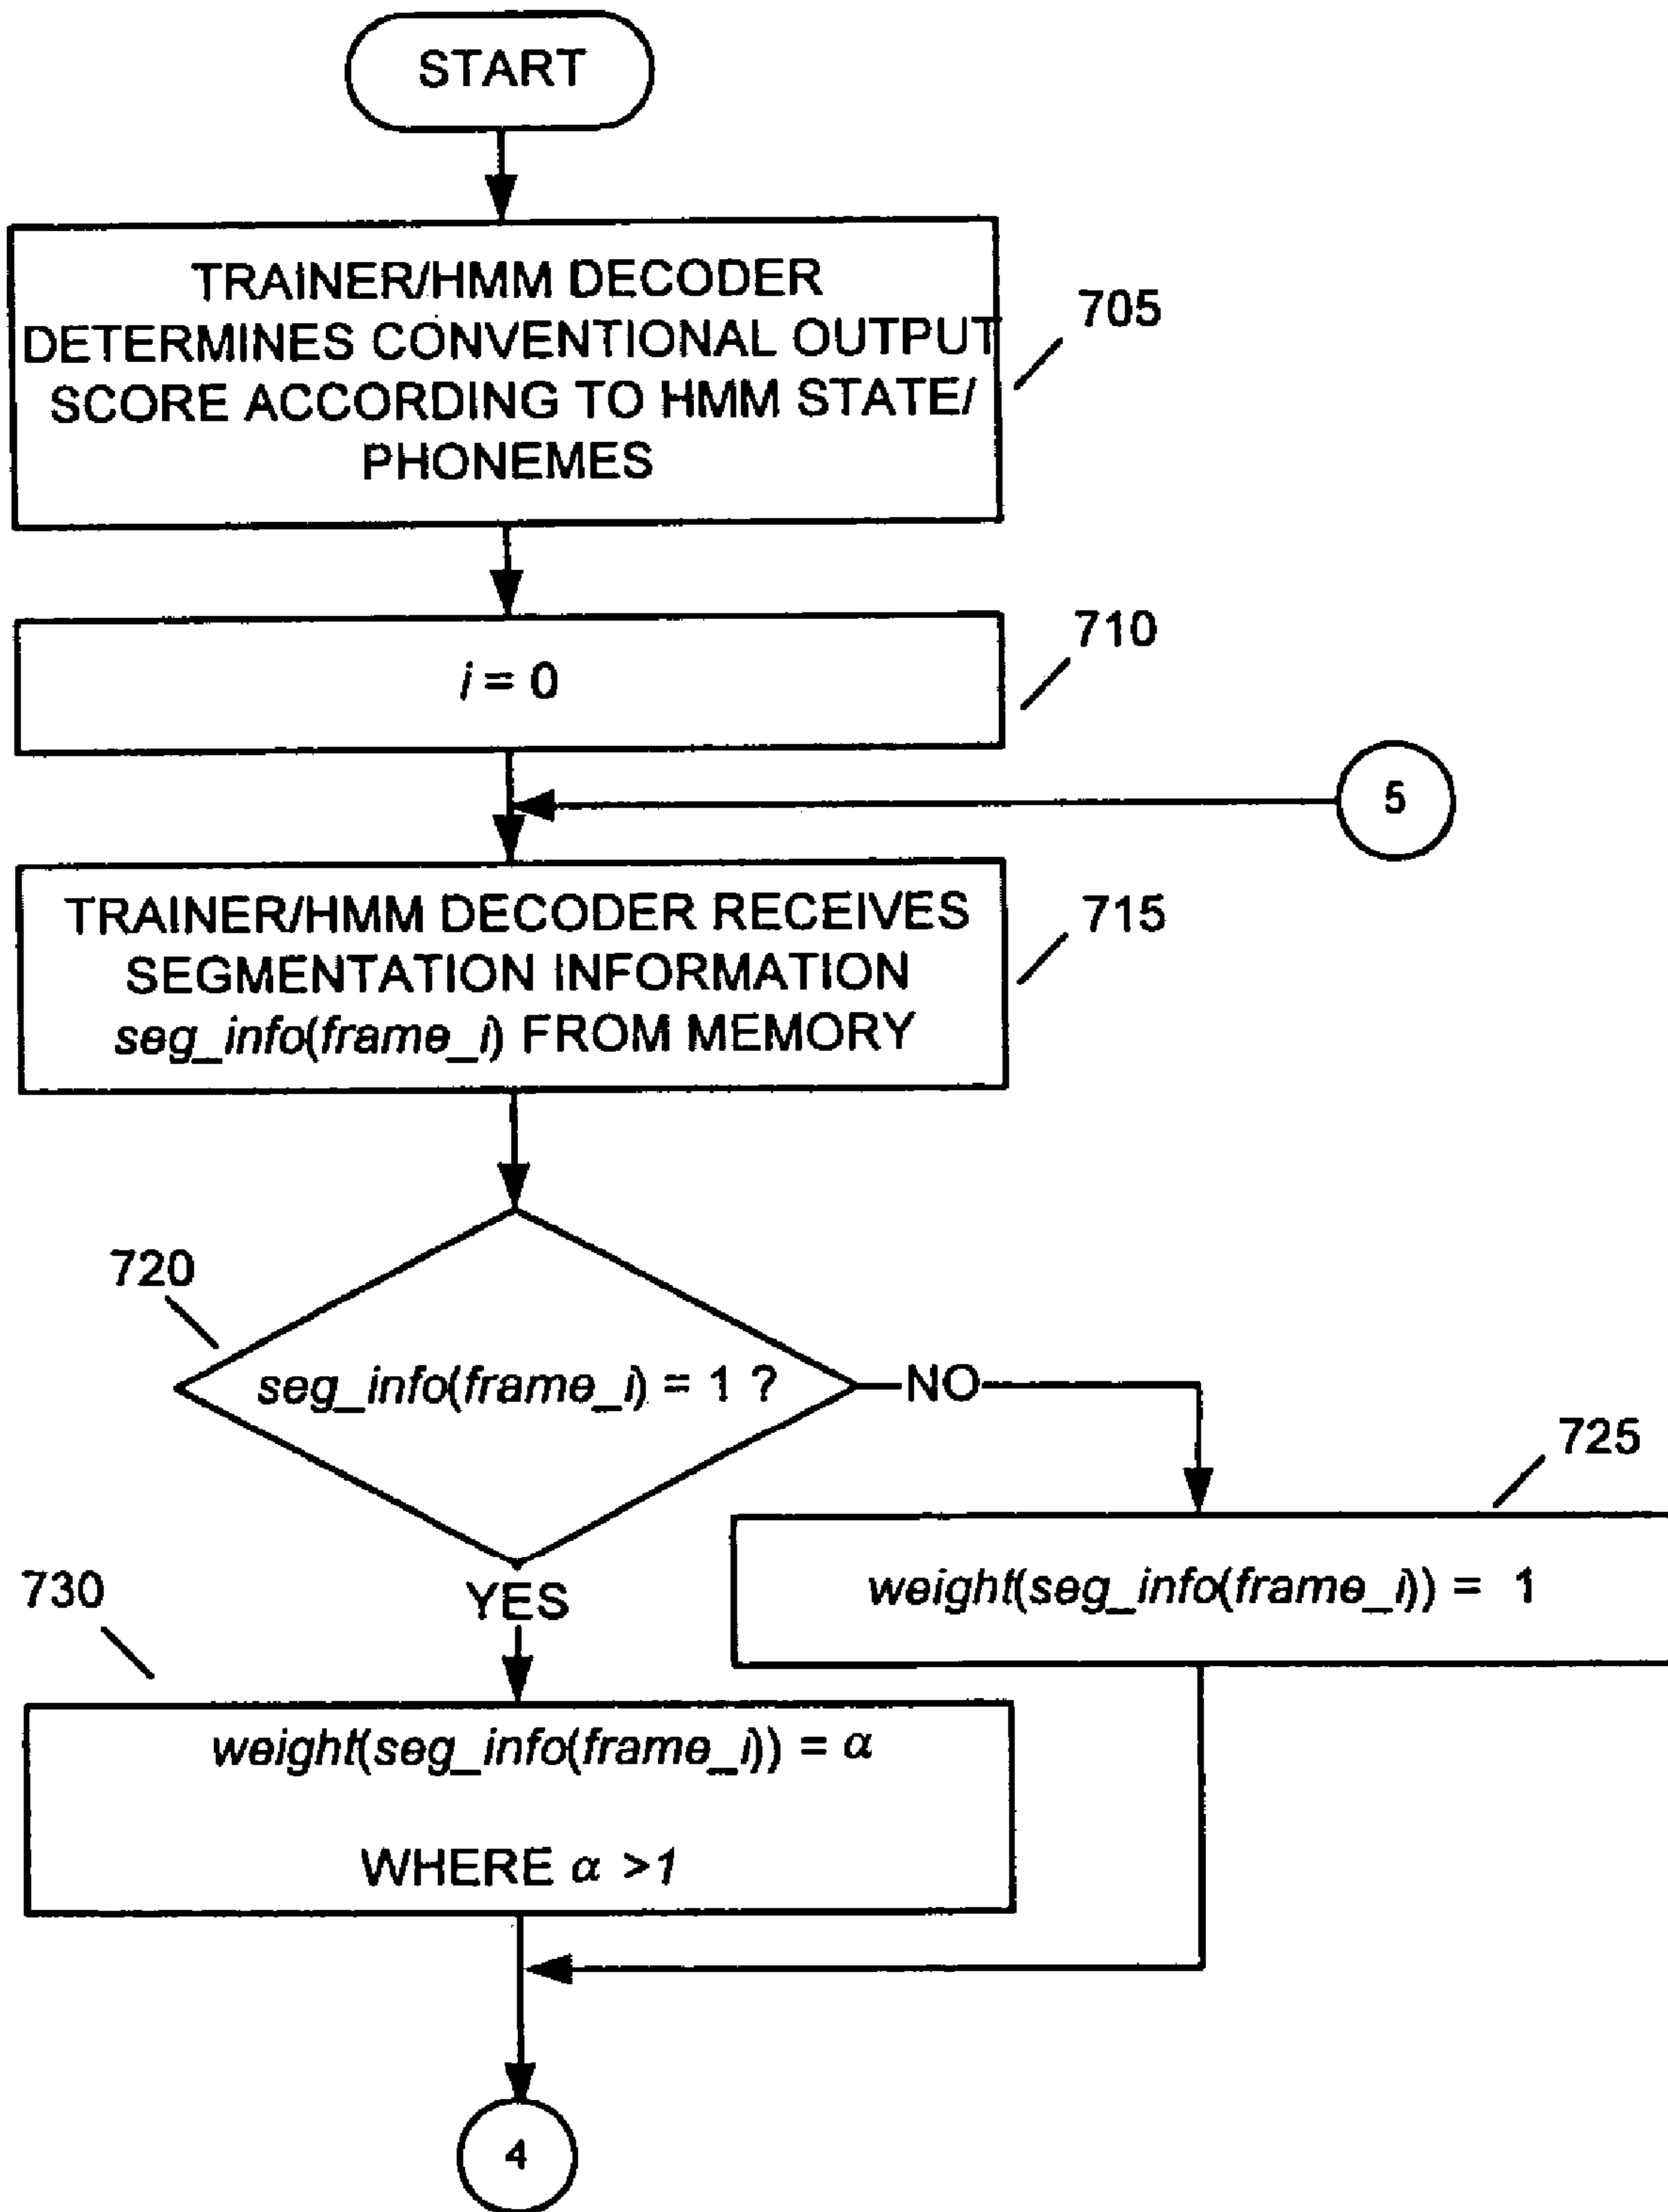 START
TRAINER/HMM DECODER
DETERMINES CONVENTIONAL OUTPUT
SCORE ACCORDING TO HMM STATE/
PHONEMES
705
i = 0
710
5
TRAINER/HMM DECODER RECEIVES
SEGMENTATION INFORMATION
seg_info(frame_i) FROM MEMORY
715
720
seg_info(frame_i) = 1 ?
NO
725
weight(seg_info(frame_i)) = 1
YES
730
weight(seg_info(frame_i)) = α
WHERE α >1
4